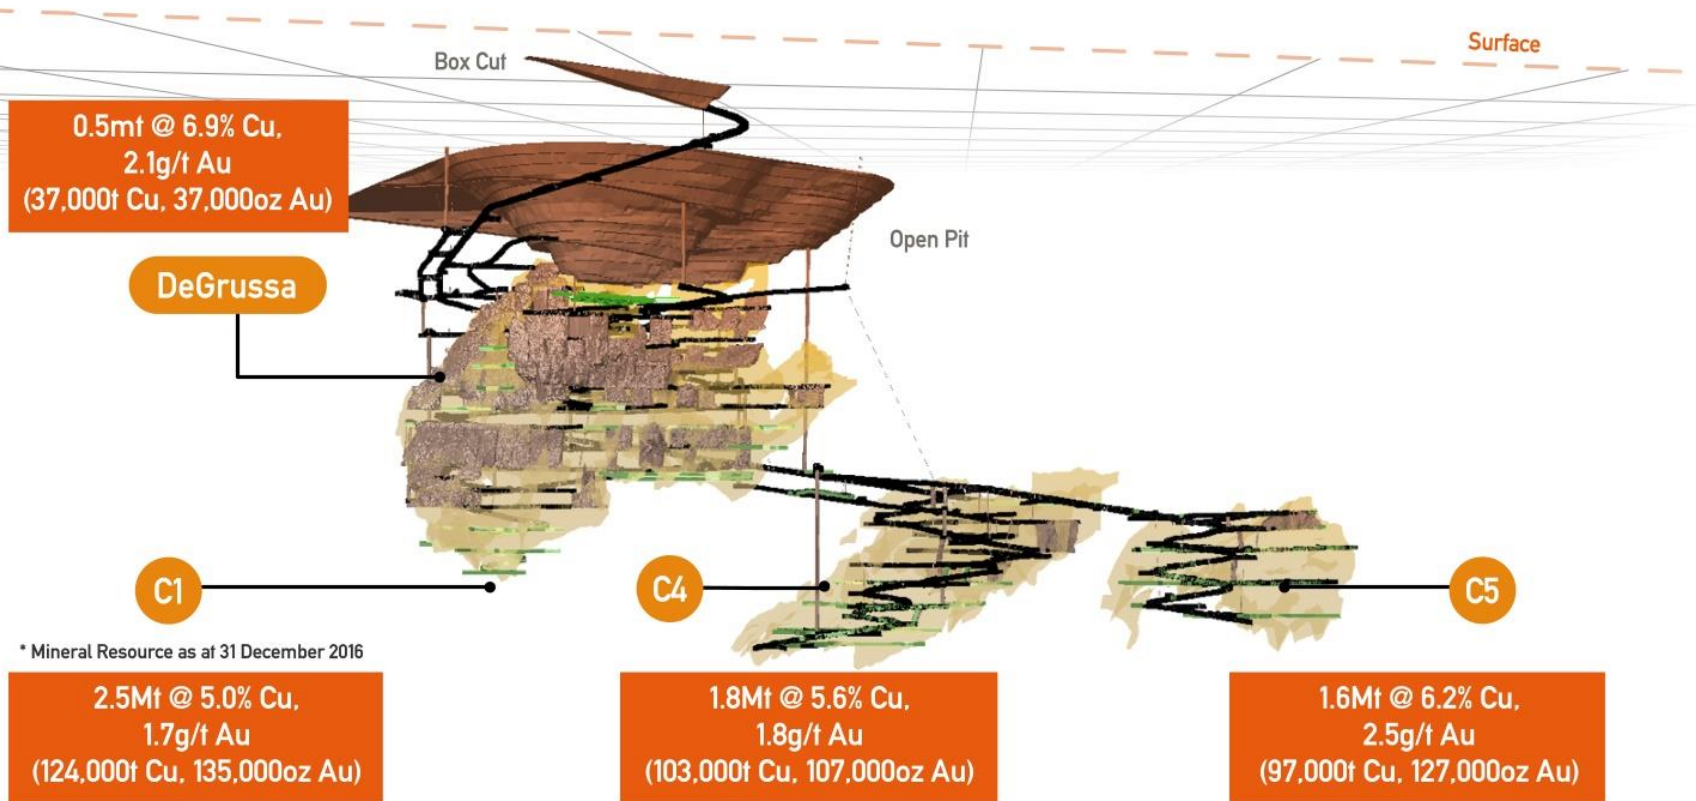 Surface
Box Cut
0.5mt @ 6.9% Cu,
2.1g/t Au
(37,000t Cu, 37,000oz Au)
Open Pit
DeGrussa
C1
C4
C5
* Mineral Resource as at 31 December 2016
2.5Mt @ 5.0% Cu,
1.7g/t Au
(124,000t Cu, 135,000oz Au)
1.8Mt @ 5.6% Cu,
1.8g/t Au
(103,000t Cu, 107,000oz Au)
1.6Mt @ 6.2% Cu,
2.5g/t Au
(97,000t Cu, 127,000oz Au)